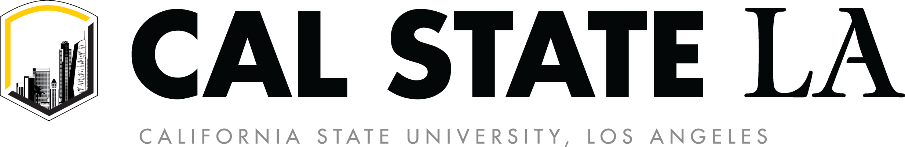 CAL STATE LA
CALIFORNIA STATE UNIVERSITY, LOS ANGELES